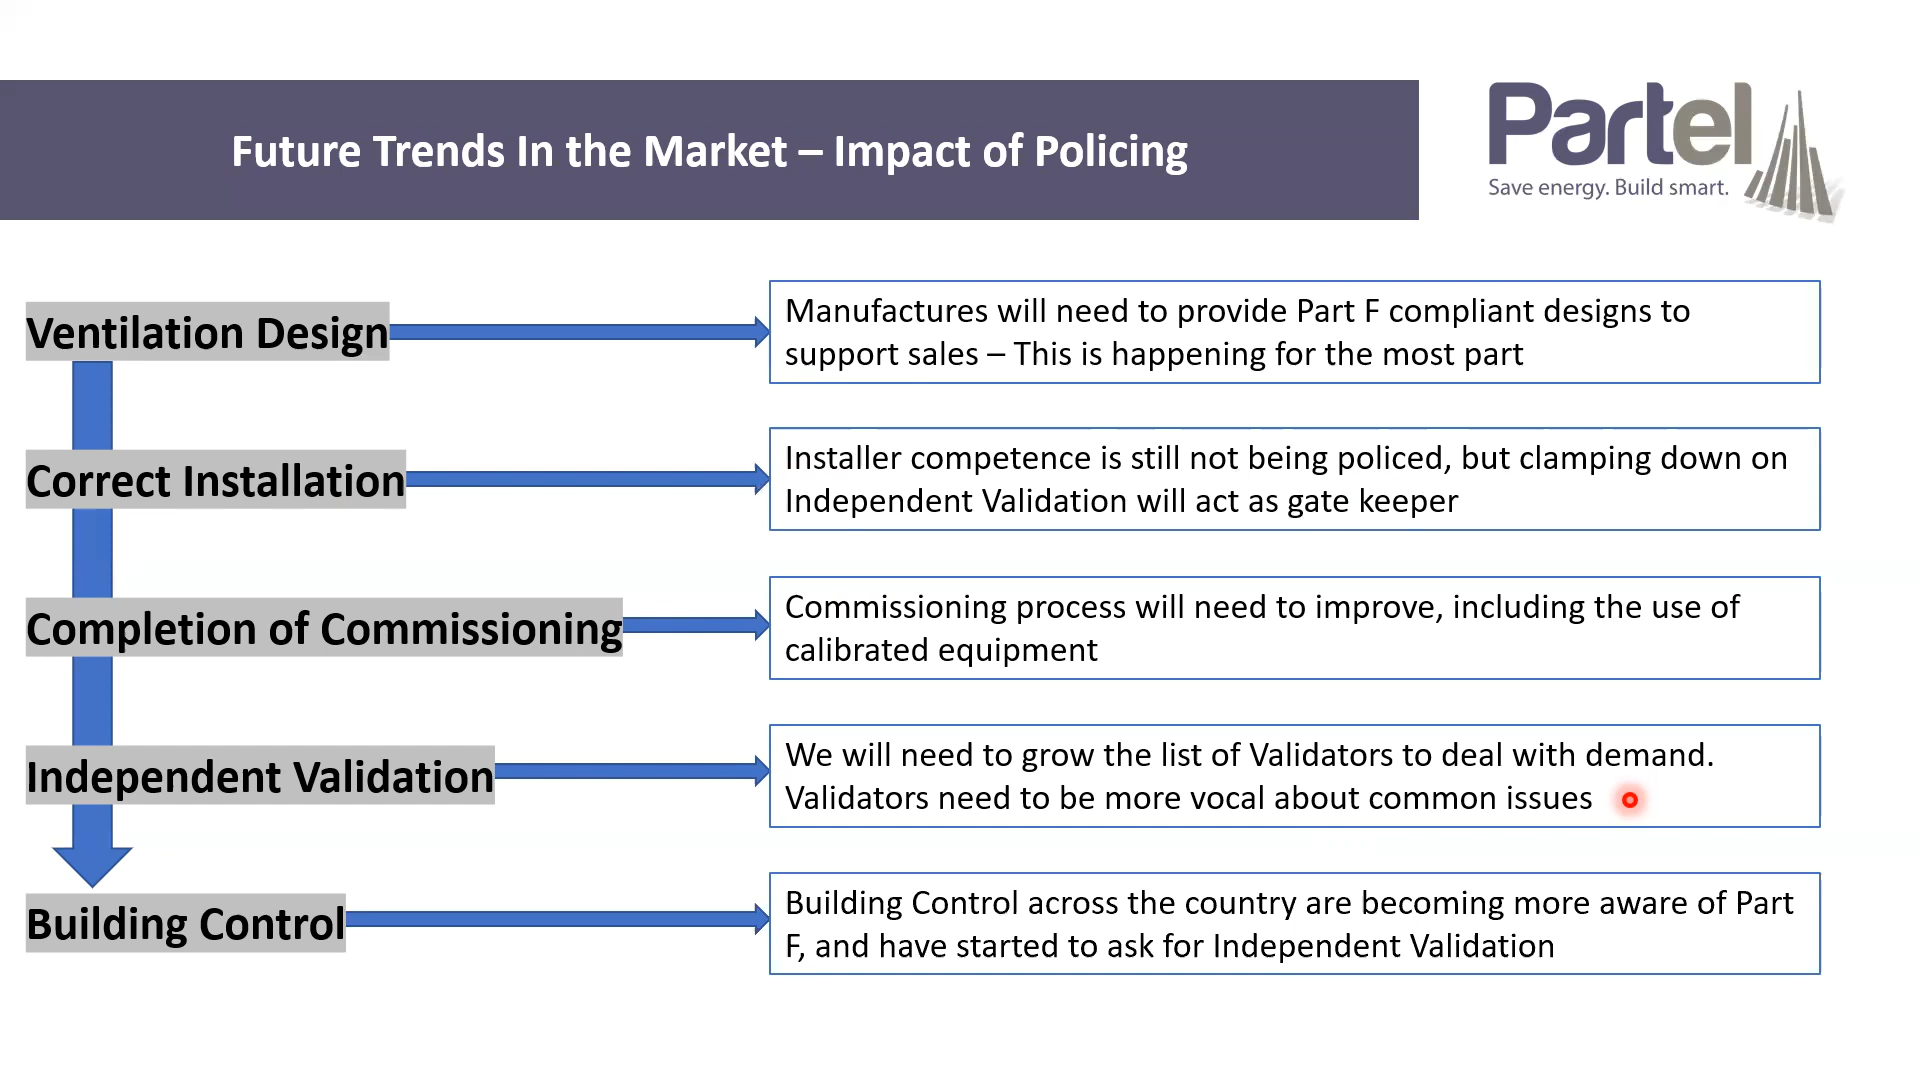 Future Trends In the Market – Impact of Policing
Partel
Save energy. Build smart.
Ventilation Design
Manufactures will need to provide Part F compliant designs to
support sales – This is happening for the most part
Correct Installation
Installer competence is still not being policed, but clamping down on
Independent Validation will act as gate keeper
Completion of Commissioning
Commissioning process will need to improve, including the use of
calibrated equipment
Independent Validation
We will need to grow the list of Validators to deal with demand.
Validators need to be more vocal about common issues
Building Control
Building Control across the country are becoming more aware of Part
F, and have started to ask for Independent Validation